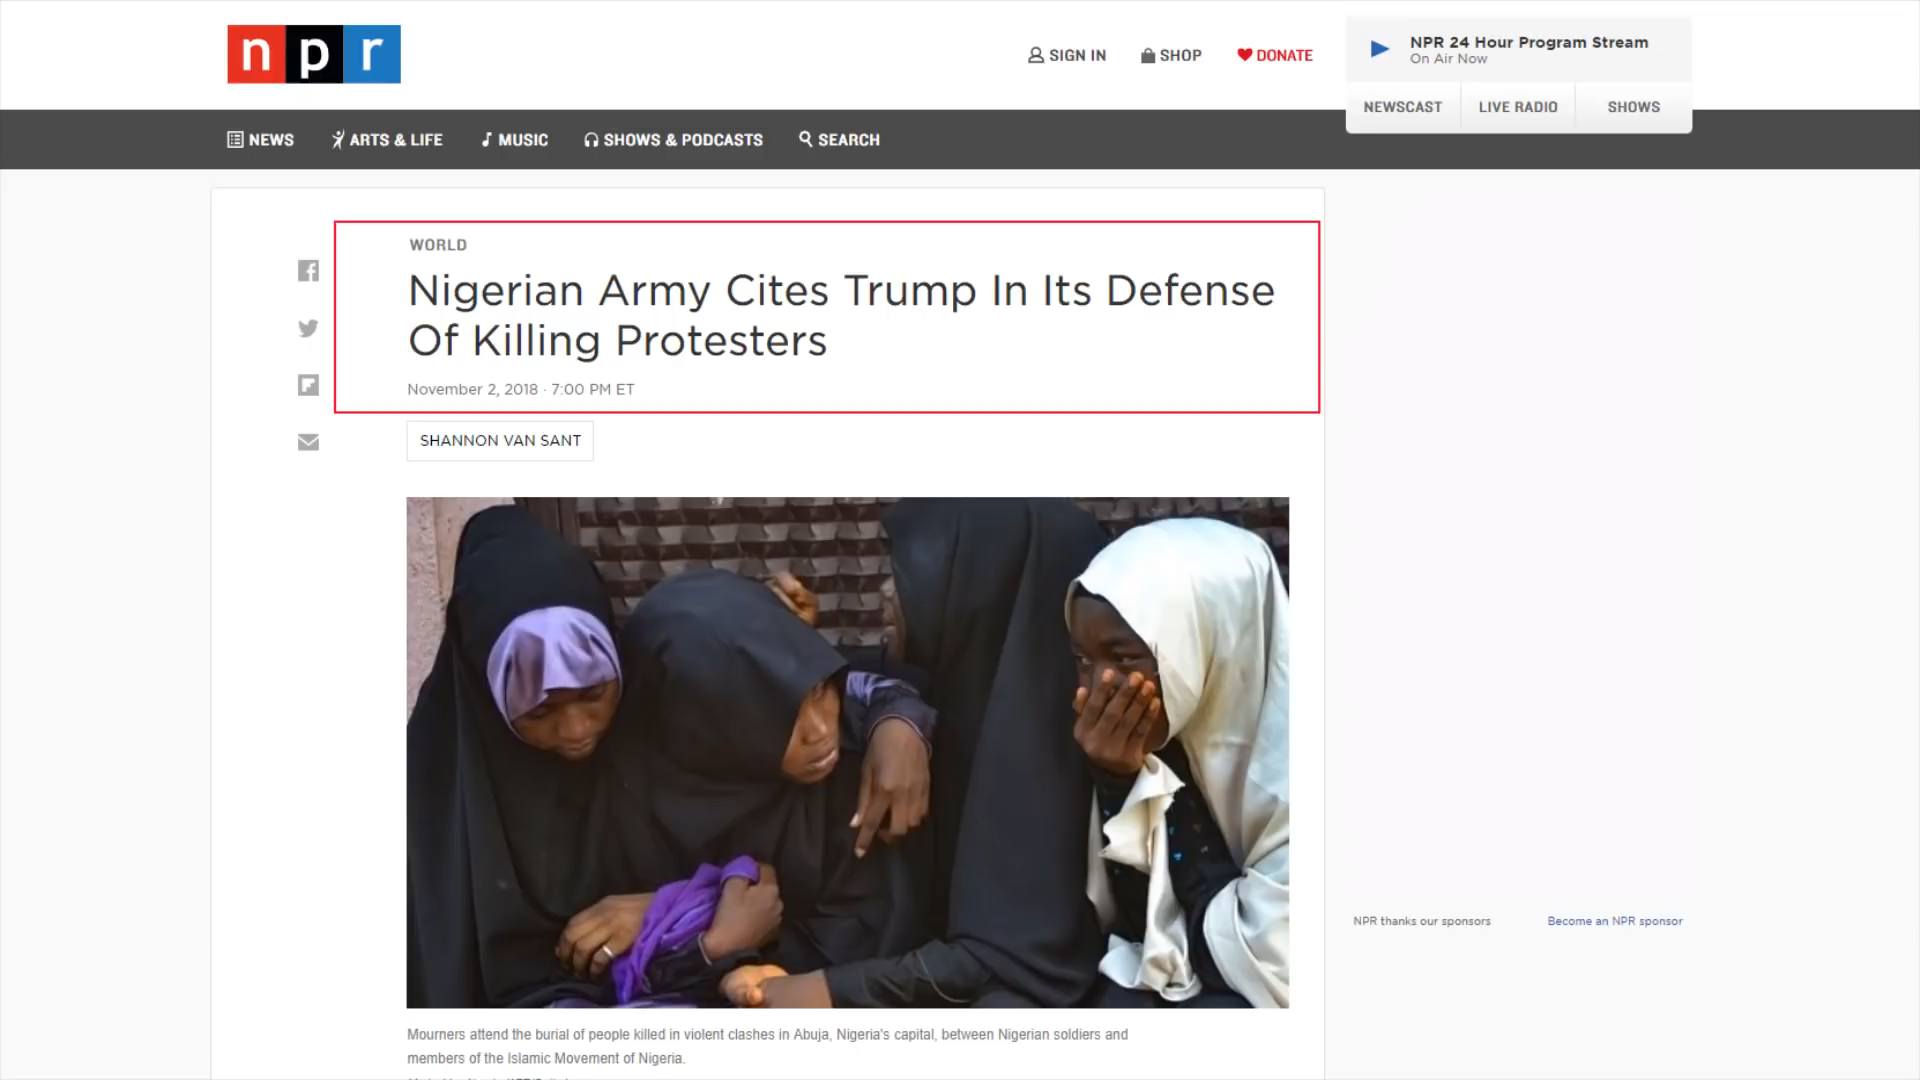 npr
SIGN IN
SHOP
DONATE
NPR 24 Hour Program Stream
On Air Now
NEWSCAST
LIVE RADIO
SHOWS
NEWS
ARTS & LIFE
MUSIC
SHOWS & PODCASTS
SEARCH
WORLD
Nigerian Army Cites Trump In Its Defense
Of Killing Protesters
November 2, 2018 · 7:00 PM ET
SHANNON VAN SANT
NPR thanks our sponsors
Become an NPR sponsor
Mourners attend the burial of people killed in violent clashes in Abuja, Nigeria's capital, between Nigerian soldiers and
members of the Islamic Movement of Nigeria.